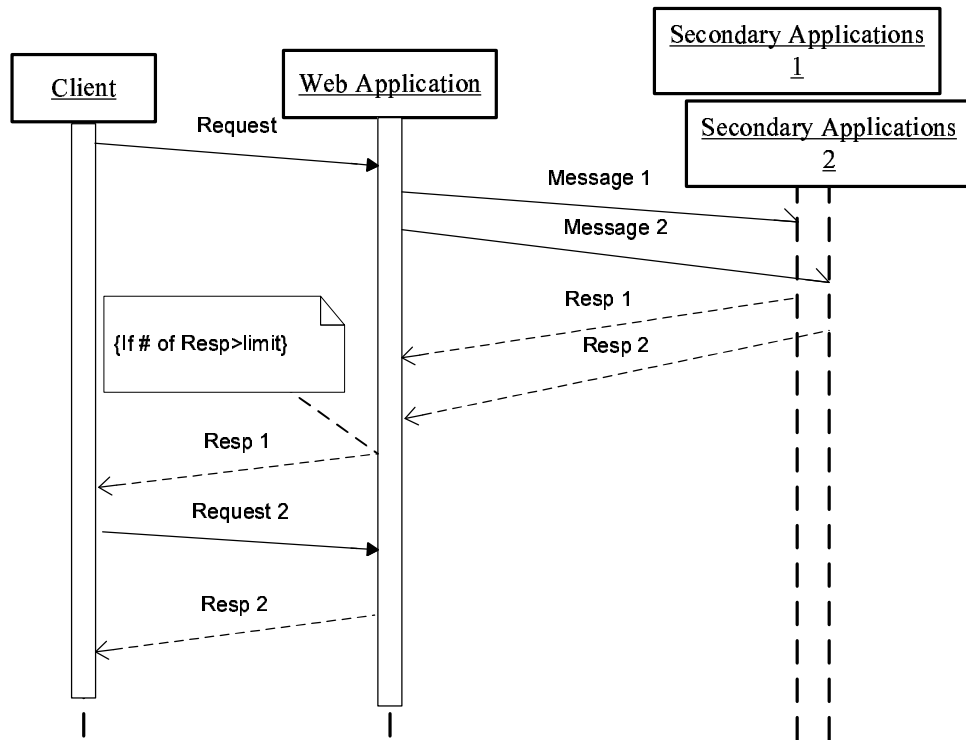 Secondary Applications
1
Client
Web Application
Secondary Applications
2
Request
Message 1
Message 2
Resp 1
{If # of Resp>limit}
Resp 2
Resp 1
Request 2
Resp 2